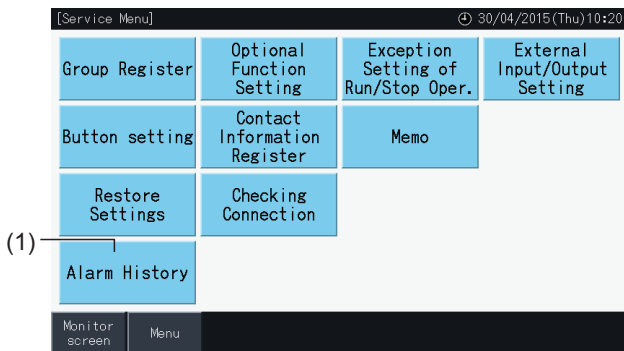 [Service Menu] 30/04/2015(Thu)10:20
Group Register
Optional
Function
Setting
Exception
Setting of
Run/Stop Oper.
External
Input/Output
Setting
Button setting
Contact
Information
Register
Memo
Restore
Settings
Checking
Connection
(1)
Alarm History
Monitor
screen
Menu